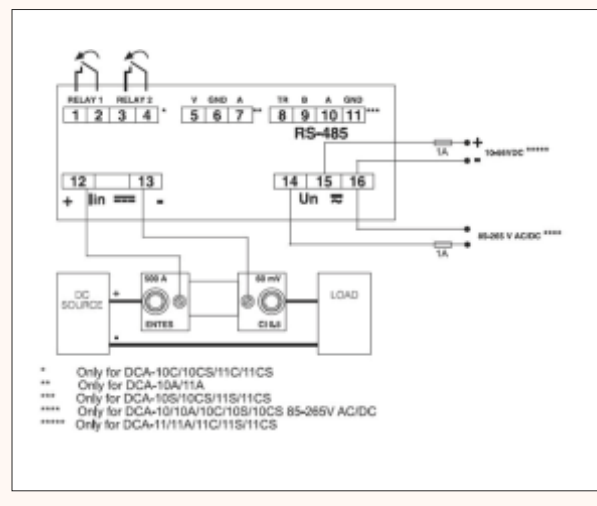 RELAY 1 RELAY 2 V GND A TR B A GND
1 2 3 4 * 5 6 7 ** 8 9 10 11 ***
RS-485
1A + 10-60VDC *****
-
12 13 14 15 16
+ Iin - Un
85-265 V AC/DC ****
1A
DC SOURCE + - 
ENTES
60 mV
LOAD
* Only for DCA-10C/10CS/11C/11CS
** Only for DCA-10A/11A
*** Only for DCA-10S/10CS/11S/11CS
**** Only for DCA-10/10A/10C/10S/10CS 85-265V AC/DC
***** Only for DCA-11/11A/11C/11S/11CS